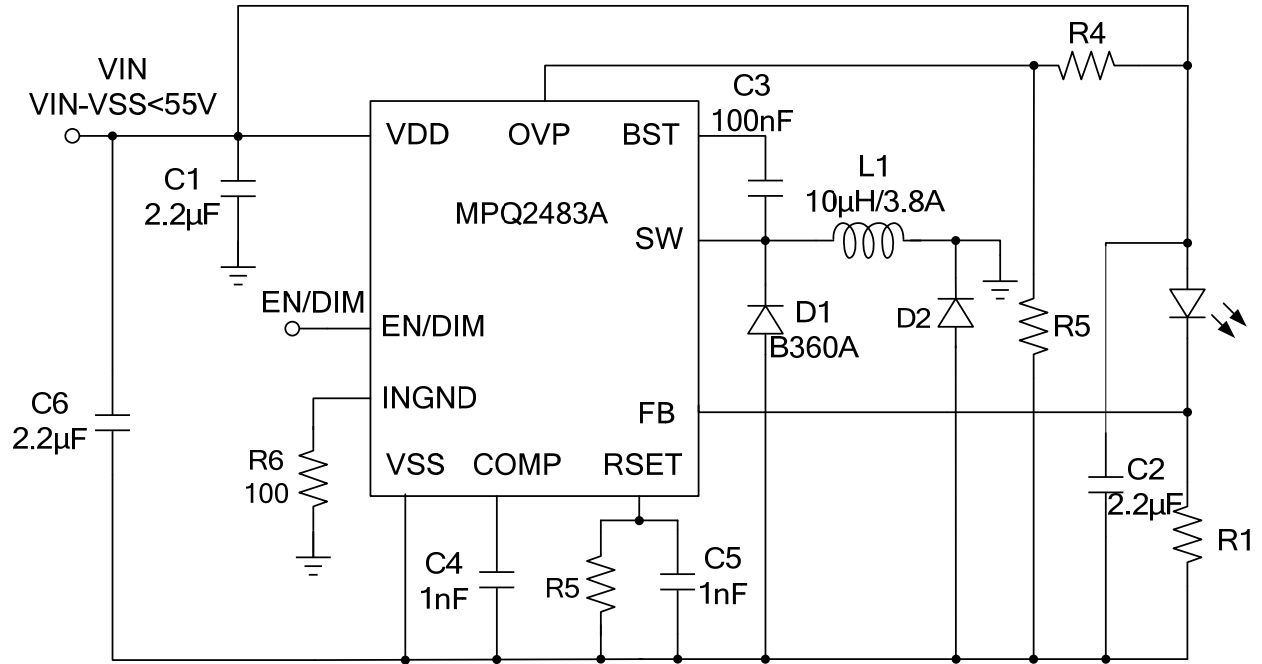 R4
VIN
VIN-VSS<55V
C3
100nF
VDD
OVP
BST
C1
2.2µF
L1
10µH/3.8A
MPQ2483A
SW
EN/DIM
EN/DIM
D1
B360A
D2
R5
INGND
FB
C6
2.2µF
R6
100
VSS
COMP
RSET
C2
2.2µF
R1
C4
1nF
R5
C5
1nF